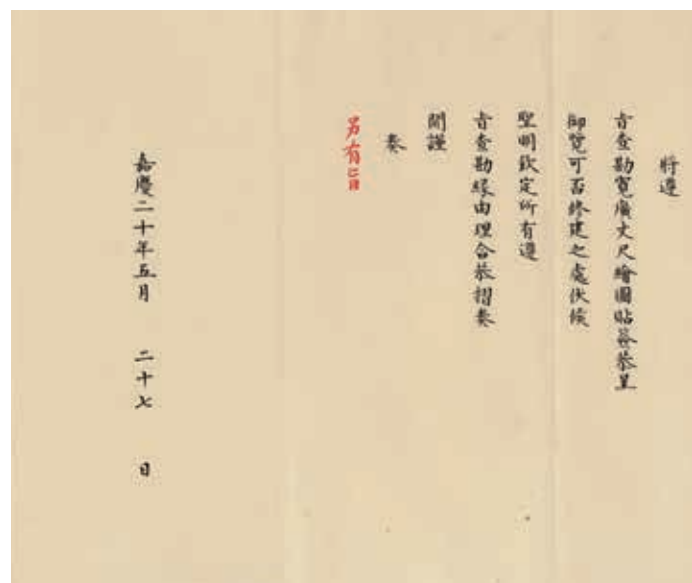 將遵
旨查勘寬廣丈尺繪圖貼簽恭呈
御覽可否修建之處伏候
聖明欽定所有遵
旨查勘緣由理合恭摺奏
聞謹
奏
另有旨
嘉慶二十年五月 二十七 日